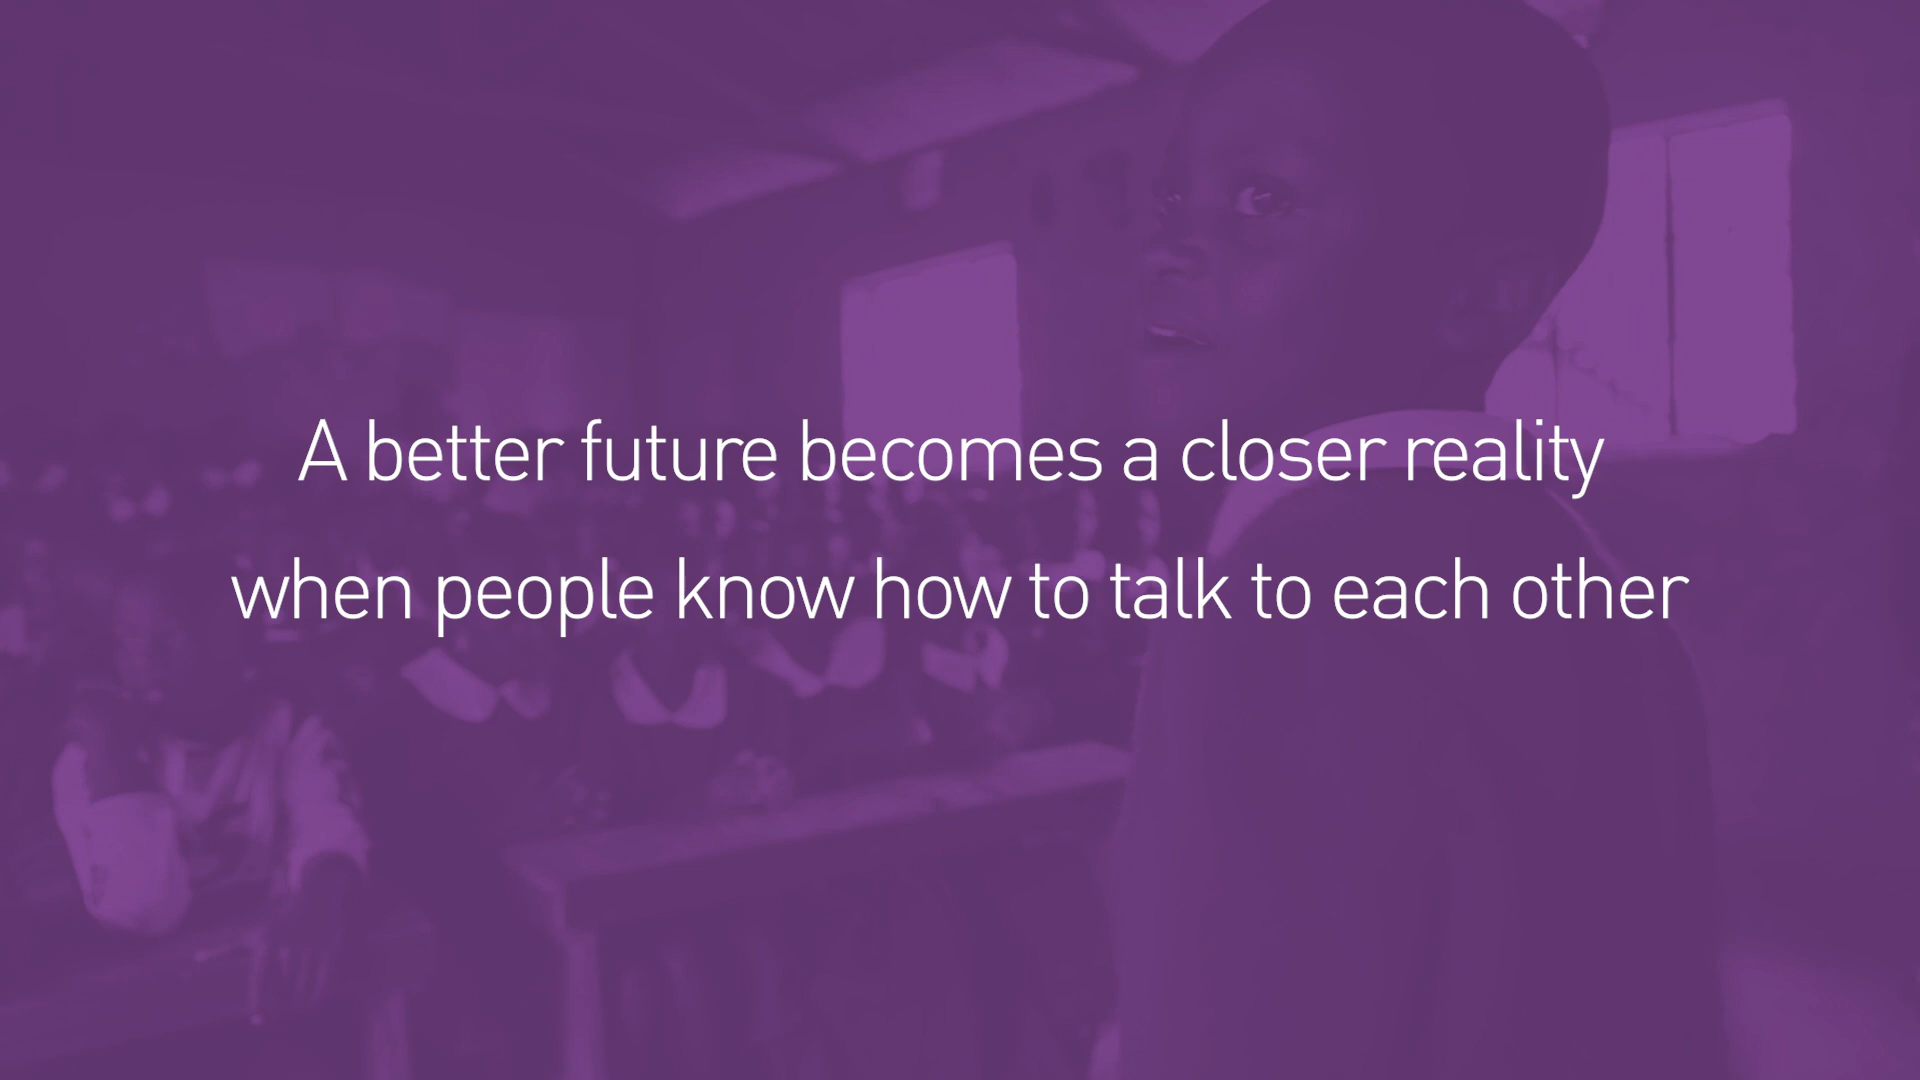 A better future becomes a closer reality
when people know how to talk to each other